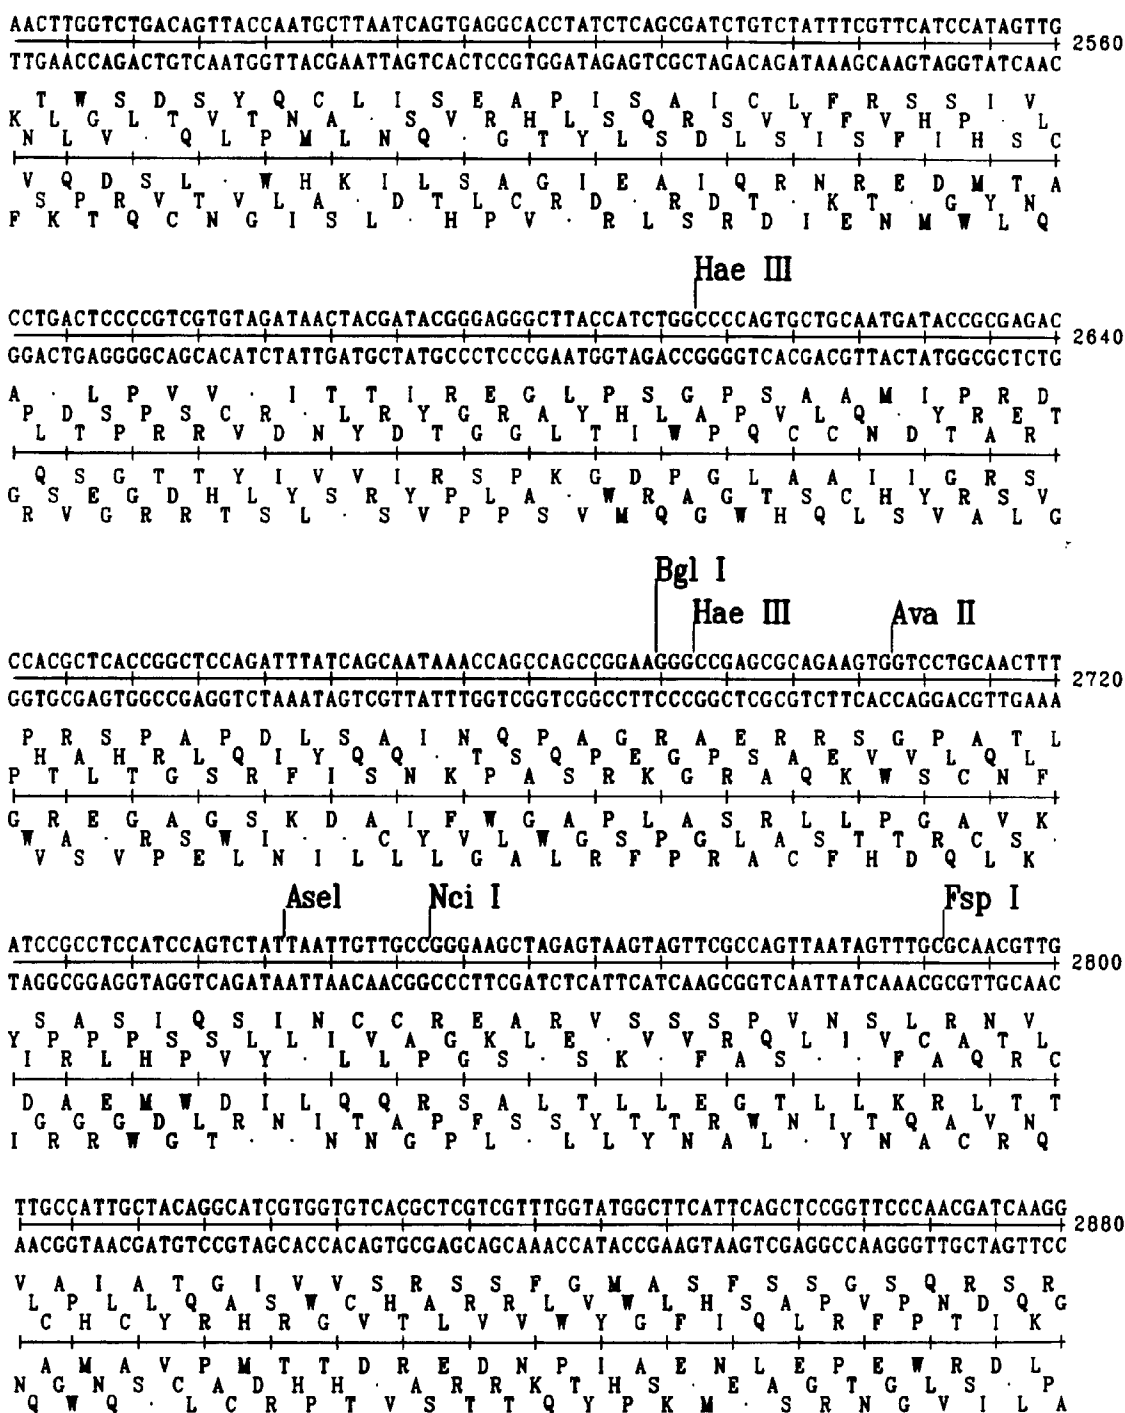 AACTTGGTCTGACAGTTACCAATGCTTAATCAGTGAGGCACCTATCTCAGCGATCTGTCTATTTCGTTCATCCATAGTTG
2560
TTGAACCAGACTGTCAATGGTTACGAATTAGTCACTCCGTGGATAGAGTCGCTAGACAGATAAAGCAAGTAGGTATCAAC
T W S D S Y Q C L I S E A P I S A I C L F R S S I V
K L G L T V T N A · S V R H L S Q R S V Y F V H P · L
N L V · Q L P M L N Q · G T Y L S D L S I S F I H S C
V Q D S L · W H K I L S A G I E A I Q R N R E D M T A
S P R V T V L A · D T L C R D · R D T · K T · G Y N
F K T Q C N G I S L · H P V · R L S R D I E N M W L Q
Hae III
CCTGACTCCCCGTCGTGTAGATAACTACGATACGGGAGGGCTTACCATCTGGCCCCAGTGCTGCAATGATACCGCGAGAC
2640
GGACTGAGGGGCAGCACATCTATTGATGCTATGCCCTCCCGAATGGTAGACCGGGGTCACGACGTTACTATGGCGCTCTG
A · L P V V · I T T I R E G L P S G P S A A M I P R D
P D S P S C R · L R Y G R A Y H L A P V L Q · Y R E T
L T P R R V D N Y D T G G L T I W P Q C C N D T A R
Q S G T T Y I V V I R S P K G D P G L A A I I G R S
G S E G D H L Y S R Y P L A · W R A G T S C H Y R S V
R V G R R T S L · S V P P S V M Q G W H Q L S V A L G
Bgl I
Hae III Ava II
CCACGCTCACCGGCTCCAGATTTATCAGCAATAAACCAGCCAGCCGGAAGGGCCGAGCGCAGAAGTGGTCCTGCAACTTT
2720
GGTGCGAGTGGCCGAGGTCTAAATAGTCGTTATTTGGTCGGTCGGCCTTCCCGGCTCGCGTCTTCACCAGGACGTTGAAA
P R S P A P D L S A I N Q P A G R A E R R S G P A T L
H A H R L Q I Y Q Q · T S Q P E G P S A E V V L Q L
P T L T G S R F I S N K P A S R K G R A Q K W S C N F
G R E G A G S K D A I F W G A P L A S R L L P G A V K
W A · R S W I · · C Y V L W G S P G L A S T T R C S ·
V S V P E L N I L L L G A L R F P R A C F H D Q L K
AseI Nci I Fsp I
ATCCGCCTCCATCCAGTCTATTAATTGTTGCCGGGAAGCTAGAGTAAGTAGTTCGCCAGTTAATAGTTTGCGCAACGTTG
2800
TAGGCGGAGGTAGGTCAGATAATTAACAACGGCCCTTCGATCTCATTCATCAAGCGGTCAATTATCAAACGCGTTGCAAC
S A S I Q S I N C C R E A R V S S S P V N S L R N V
Y P P P S S L L I V A G K L E · V V R Q L I V C A T L
I R L H P V Y · L L P G S · S K · F A S · · F A Q R C
D A E M W D I L Q Q R S A L T L L E G T L L K R L T T
G G G D L R N I T A P F S S Y T T R W N I T Q A V N
I R R W G T · · N N G P L · L L Y N A L · Y N A C R Q
TTGCCATTGCTACAGGCATCGTGGTGTCACGCTCGTCGTTTGGTATGGCTTCATTCAGCTCCGGTTCCCAACGATCAAGG
2880
AACGGTAACGATGTCCGTAGCACCACAGTGCGAGCAGCAAACCATACCGAAGTAAGTCGAGGCCAAGGGTTGCTAGTTCC
V A I A T G I V V S R S S F G M A S F S S G S Q R S R
L P L L Q A S W C H A R R L V W L H S A P V P N D Q G
C H C Y R H R G V T L V V W Y G F I Q L R F P T I K
A M A V P M T T D R E D N P I A E N L E P E W R D L
N G N S C A D H H · A R R K T H S · E A G T G L S · P
Q W Q · L C R P T V S T T Q Y P K M · S R N G V I L A